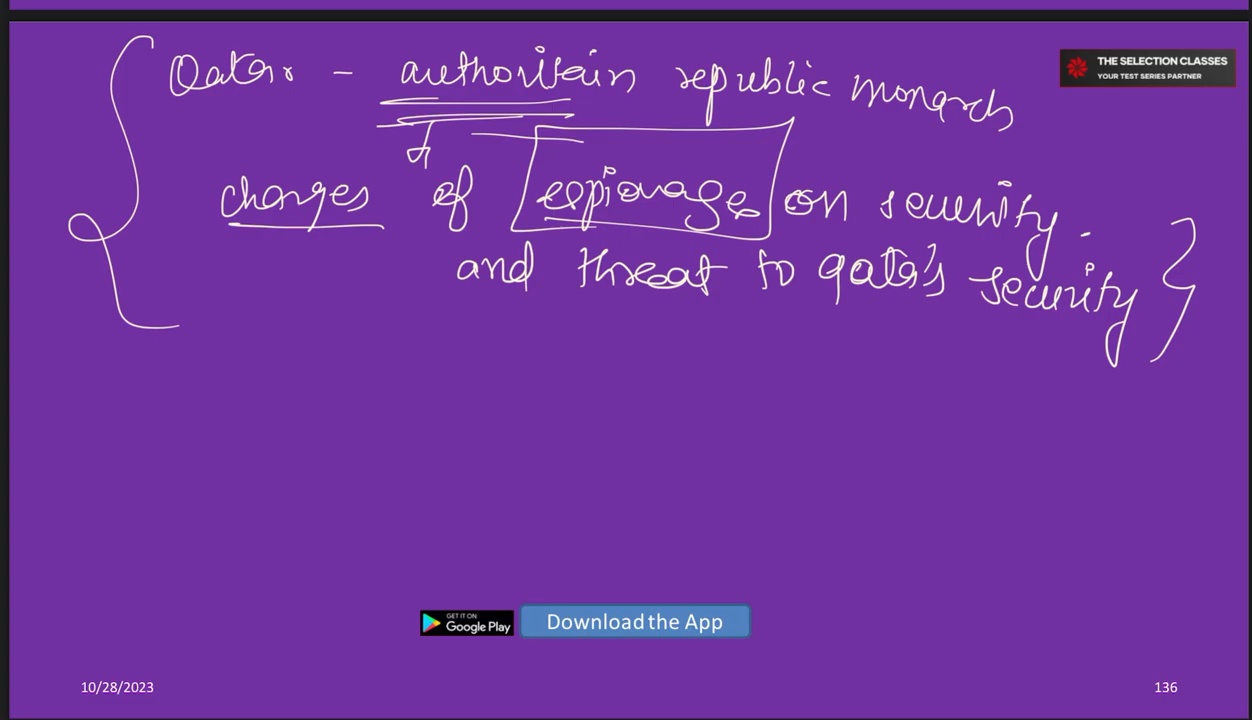 Qatar - authoritain republic monarch
THE SELECTION CLASSES
YOUR TEST SERIES PARTNER
charges of espionage on security
and threat to qata's security
GET IT ON
Google Play
Download the App
10/28/2023
136